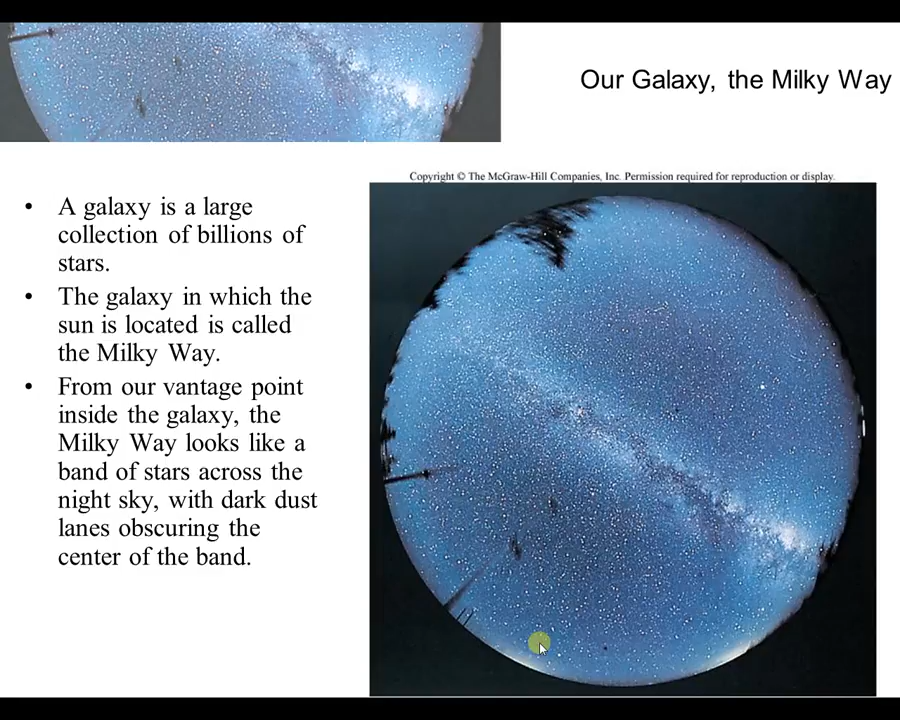 Our Galaxy, the Milky Way
Copyright © The McGraw-Hill Companies, Inc. Permission required for reproduction or display.
• A galaxy is a large
collection of billions of
stars.
• The galaxy in which the
sun is located is called
the Milky Way.
• From our vantage point
inside the galaxy, the
Milky Way looks like a
band of stars across the
night sky, with dark dust
lanes obscuring the
center of the band.